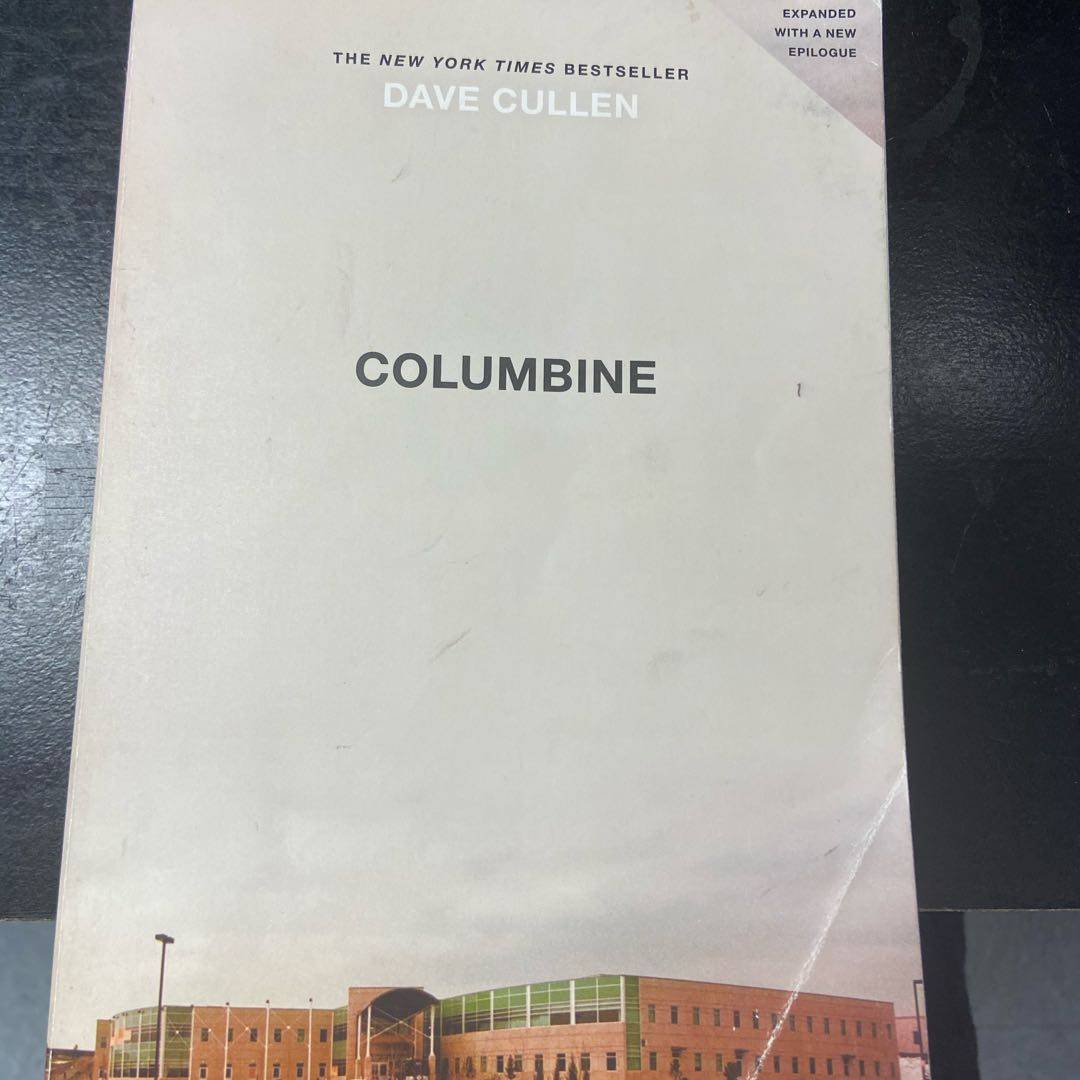 EXPANDED
WITH A NEW
EPILOGUE
THE NEW YORK TIMES BESTSELLER
DAVE CULLEN
COLUMBINE